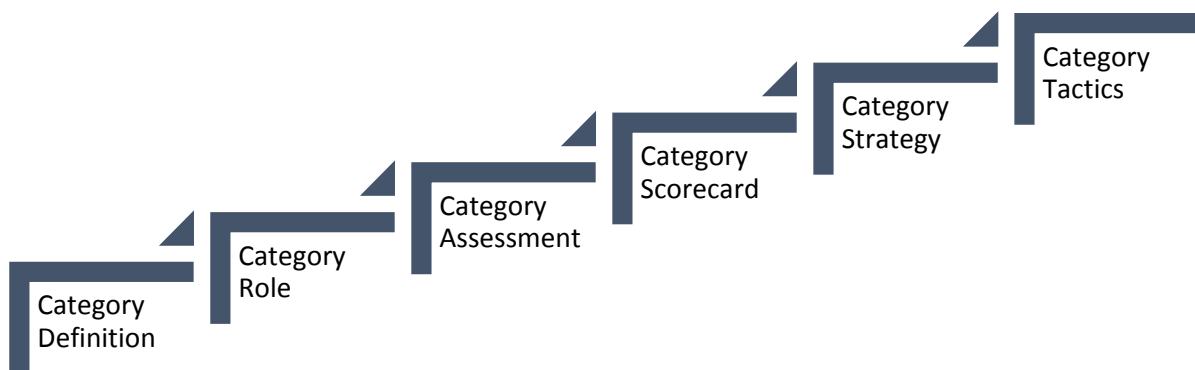 Category
Definition
Category
Role
Category
Assessment
Category
Scorecard
Category
Strategy
Category
Tactics